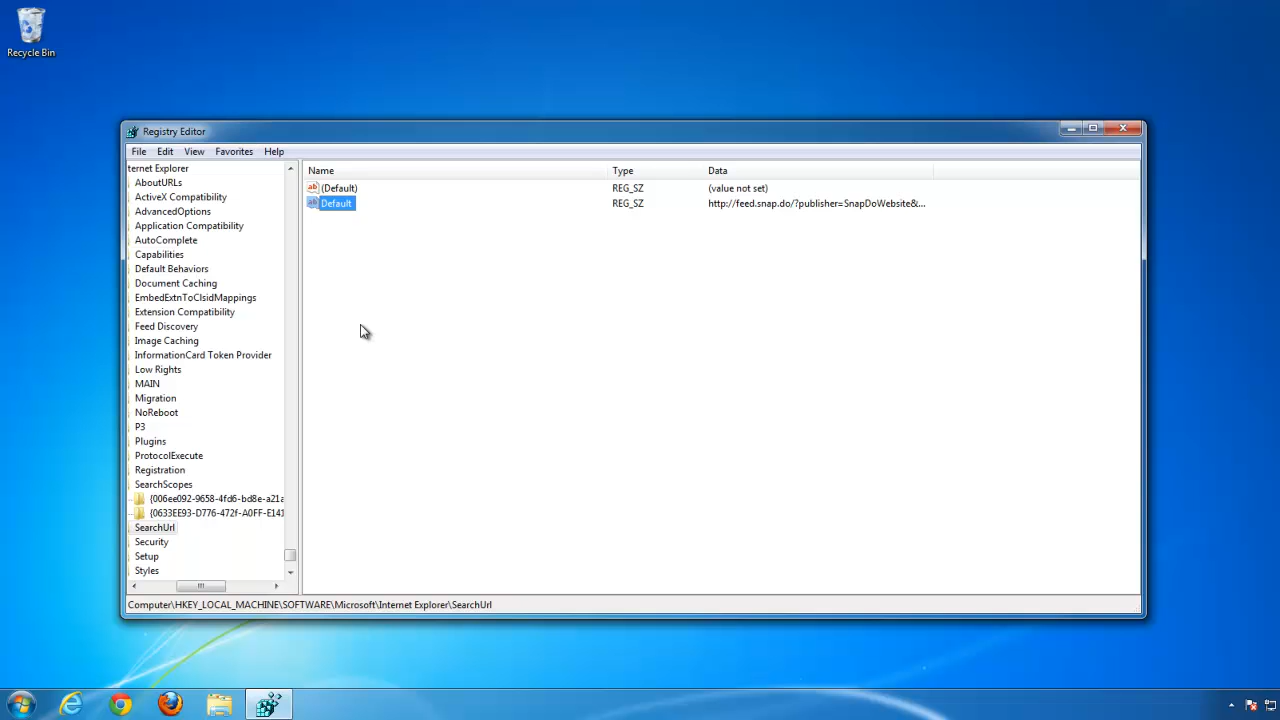 Recycle Bin
Registry Editor
File Edit View Favorites Help
ternet Explorer
AboutURLs
ActiveX Compatibility
AdvancedOptions
Application Compatibility
AutoComplete
Capabilities
Default Behaviors
Document Caching
EmbedExtnToClsidMappings
Extension Compatibility
Feed Discovery
Image Caching
InformationCard Token Provider
Low Rights
MAIN
Migration
NoReboot
P3
Plugins
ProtocolExecute
Registration
SearchScopes
{006ee092-9658-4fd6-bd8e-a21a
{0633EE93-D776-472f-A0FF-E141
SearchUrl
Security
Setup
Styles
Name Type Data
(Default) REG_SZ (value not set)
Default REG_SZ http://feed.snap.do/?publisher=SnapDoWebsite&...
Computer\HKEY_LOCAL_MACHINE\SOFTWARE\Microsoft\Internet Explorer\SearchUrl